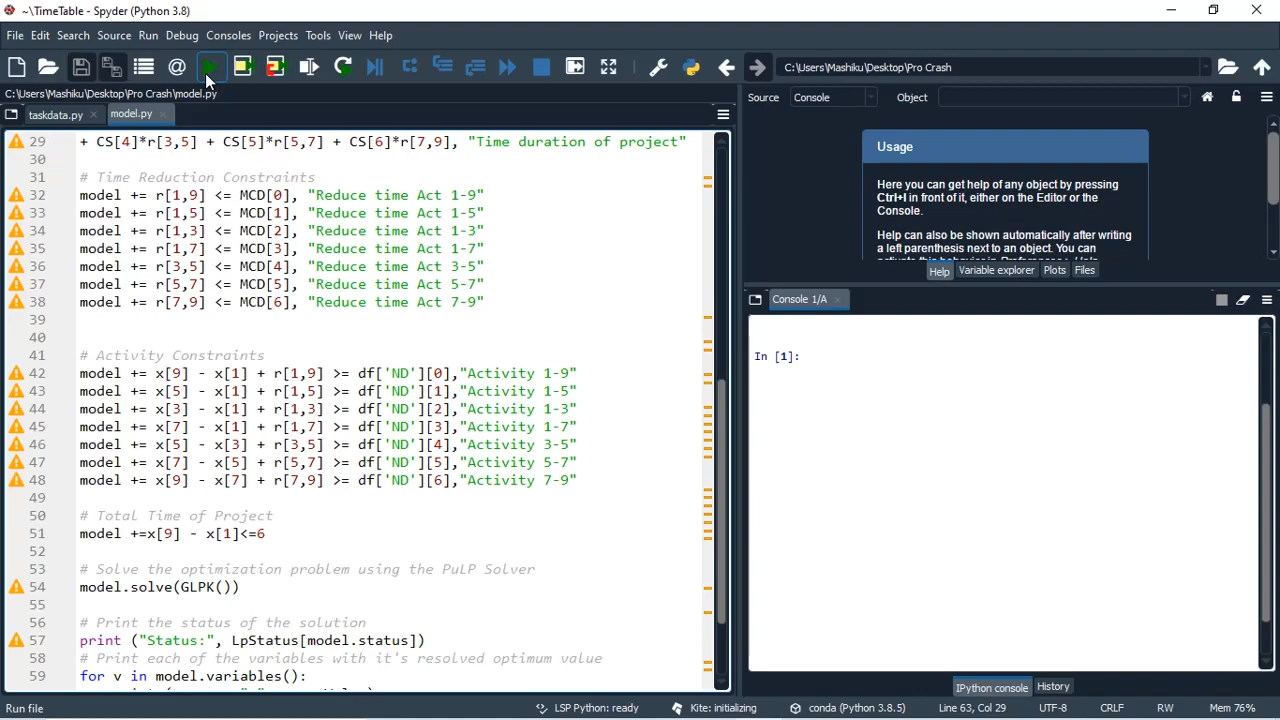 ~\TimeTable - Spyder (Python 3.8)
File Edit Search Source Run Debug Consoles Projects Tools View Help
C:\Users\Mashiku\Desktop\Pro Crash
C:\Users\Mashiku\Desktop\Pro Crash\model.py
Source Console Object
taskdata.py model.py
29 + CS[4]*r[3,5] + CS[5]*r[5,7] + CS[6]*r[7,9], "Time duration of project"
30
31 # Time Reduction Constraints
32 model += r[1,9] <= MCD[0], "Reduce time Act 1-9"
33 model += r[1,5] <= MCD[1], "Reduce time Act 1-5"
34 model += r[1,3] <= MCD[2], "Reduce time Act 1-3"
35 model += r[1,7] <= MCD[3], "Reduce time Act 1-7"
36 model += r[3,5] <= MCD[4], "Reduce time Act 3-5"
37 model += r[5,7] <= MCD[5], "Reduce time Act 5-7"
38 model += r[7,9] <= MCD[6], "Reduce time Act 7-9"
39
40
41 # Activity Constraints
42 model += x[9] - x[1] + r[1,9] >= df['ND'][0],"Activity 1-9"
43 model += x[5] - x[1] + r[1,5] >= df['ND'][1],"Activity 1-5"
44 model += x[3] - x[1] + r[1,3] >= df['ND'][2],"Activity 1-3"
45 model += x[7] - x[1] + r[1,7] >= df['ND'][3],"Activity 1-7"
46 model += x[5] - x[3] + r[3,5] >= df['ND'][4],"Activity 3-5"
47 model += x[7] - x[5] + r[5,7] >= df['ND'][5],"Activity 5-7"
48 model += x[9] - x[7] + r[7,9] >= df['ND'][6],"Activity 7-9"
49
50 # Total Time of Project
51 model +=x[9] - x[1]<=6
52
53 # Solve the optimization problem using the PuLP Solver
54 model.solve(GLPK())
55
56 # Print the status of the solution
57 print ("Status:", LpStatus[model.status])
58 # Print each of the variables with it's resolved optimum value
59 for v in model.variables():
Usage
Here you can get help of any object by pressing
Ctrl+I in front of it, either on the Editor or the
Console.
Help can also be shown automatically after writing
a left parenthesis next to an object. You can
Help Variable explorer Plots Files
Console 1/A
In [1]:
IPython console History
Run file LSP Python: ready Kite: initializing conda (Python 3.8.5) Line 63, Col 29 UTF-8 CRLF RW Mem 76%